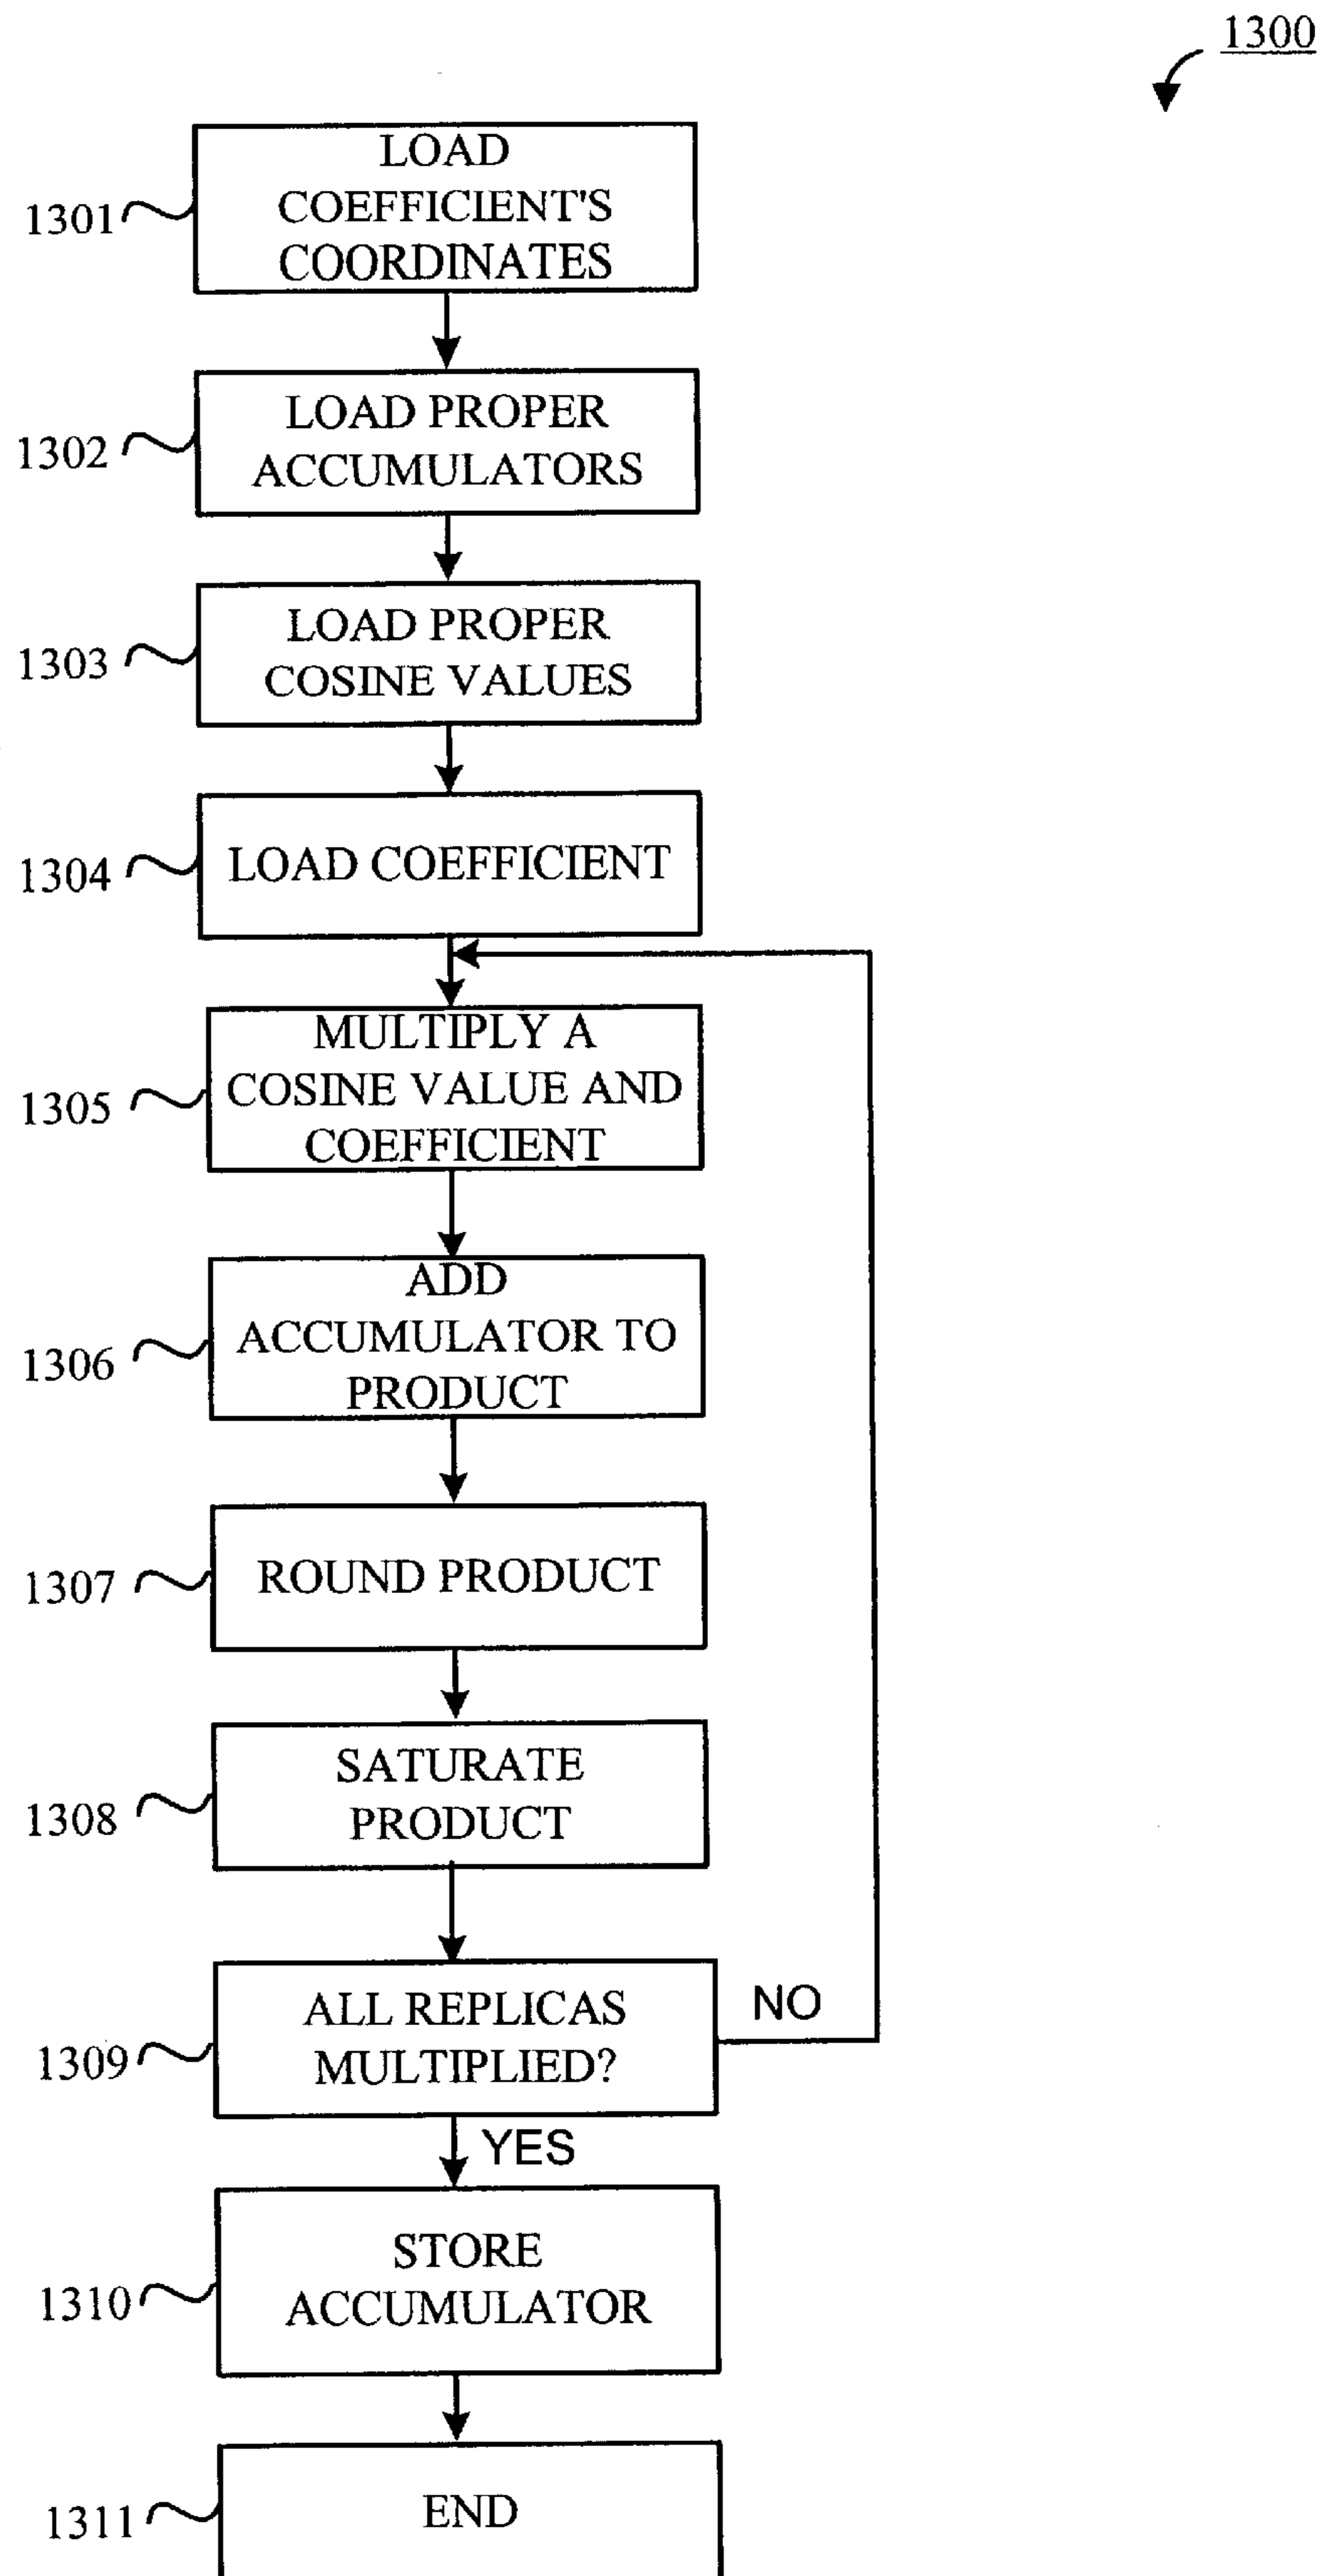 1300
LOAD
COEFFICIENT'S
COORDINATES
1301
LOAD PROPER
ACCUMULATORS
1302
LOAD PROPER
COSINE VALUES
1303
LOAD COEFFICIENT
1304
MULTIPLY A
COSINE VALUE AND
COEFFICIENT
1305
ADD
ACCUMULATOR TO
PRODUCT
1306
ROUND PRODUCT
1307
SATURATE
PRODUCT
1308
ALL REPLICAS
MULTIPLIED?
NO
1309
YES
STORE
ACCUMULATOR
1310
END
1311